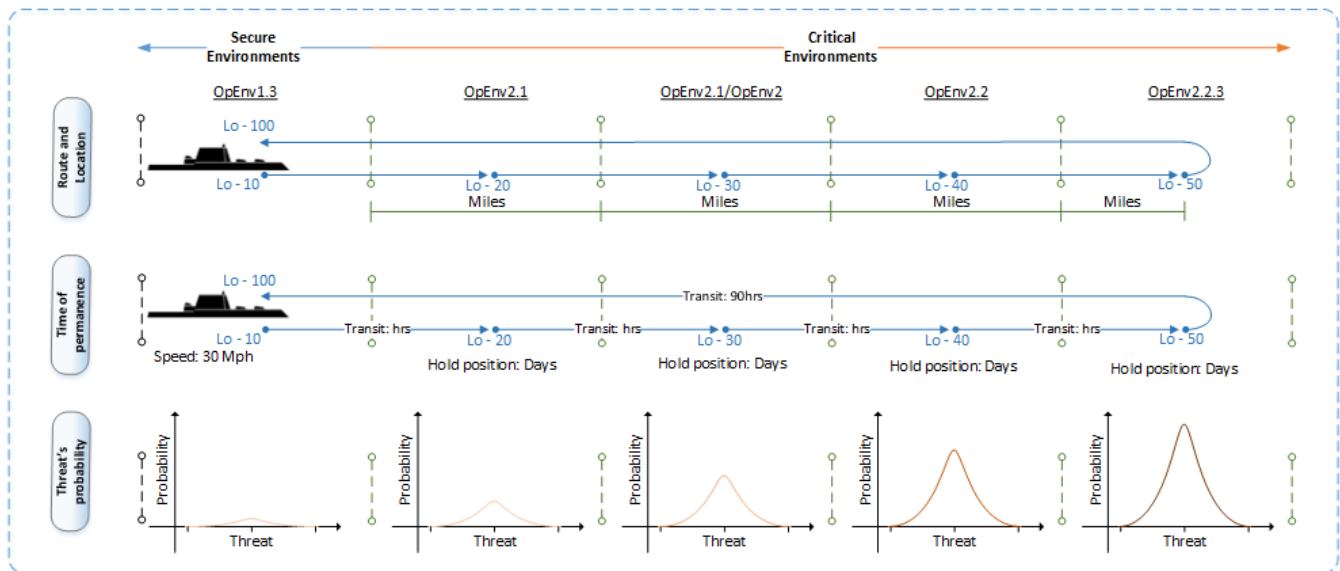 Secure
Environments
Critical
Environments
OpEnv1.3
OpEnv2.1
OpEnv2.1/OpEnv2
OpEnv2.2
OpEnv2.2.3
Route and
Location
Lo - 100
Lo - 10
Lo - 20
Lo - 30
Lo - 40
Lo - 50
Miles
Miles
Miles
Miles
Time of
permanence
Lo - 100
Transit: 90hrs
Lo - 10
Transit: hrs
Lo - 20
Transit: hrs
Lo - 30
Transit: hrs
Lo - 40
Transit: hrs
Lo - 50
Speed: 30 Mph
Hold position: Days
Hold position: Days
Hold position: Days
Hold position: Days
Threat's
probability
Probability
Threat
Probability
Threat
Probability
Threat
Probability
Threat
Probability
Threat